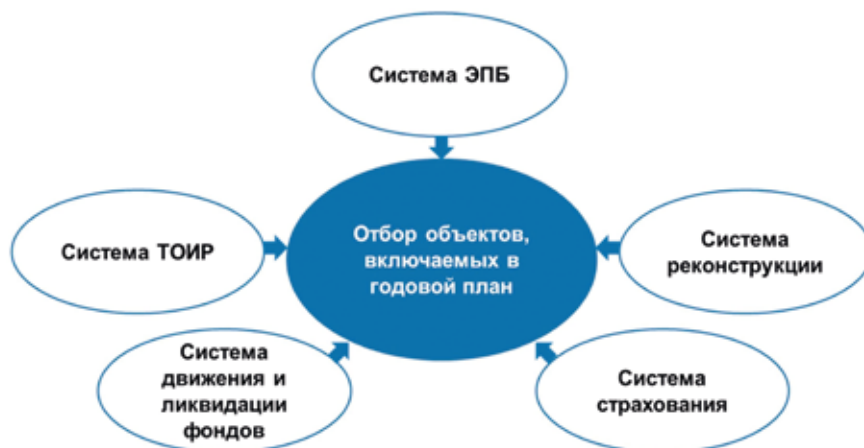 Система ЭПБ
Система ТОИР
Отбор объектов,
включаемых в
годовой план
Система
реконструкции
Система
движения и
ликвидации
фондов
Система
страхования